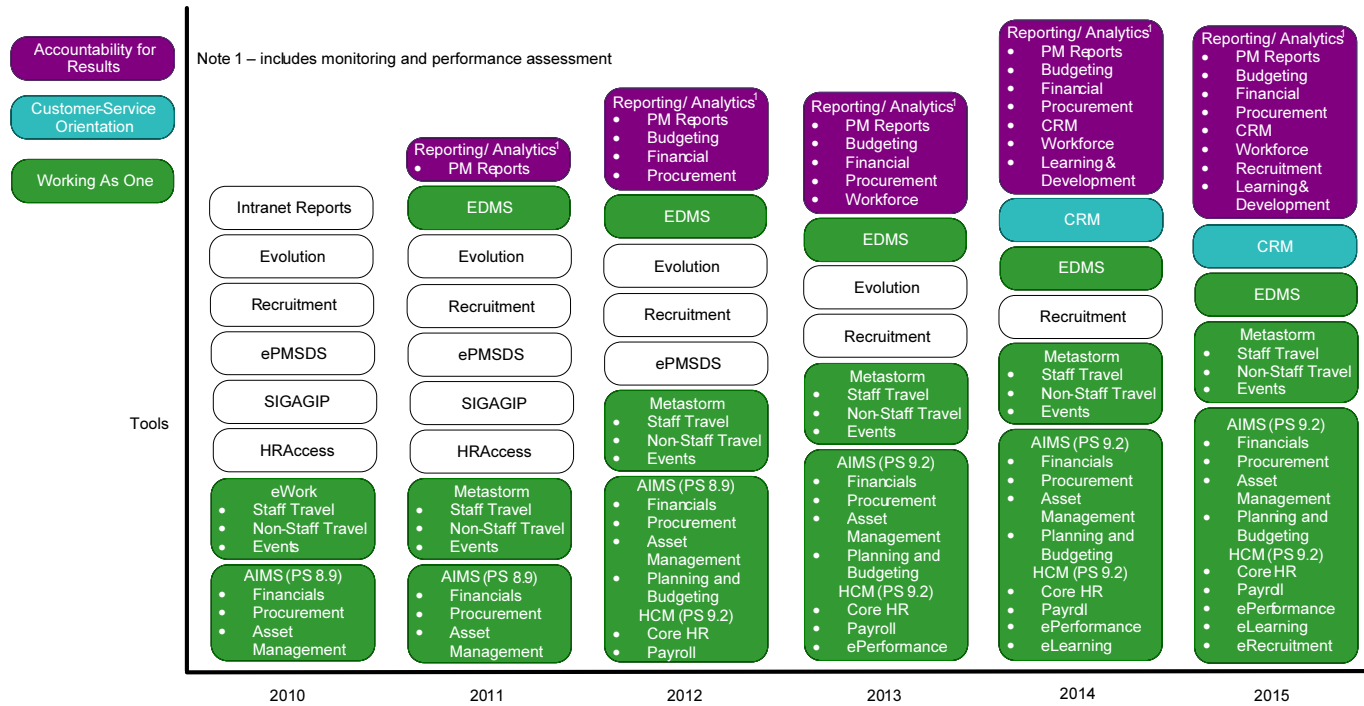 Accountability for
Results
Customer-Service
Orientation
Working As One
Note 1 – includes monitoring and performance assessment
Tools
Intranet Reports
Evolution
Recruitment
ePMSDS
SIGAGIP
HRAccess
eWork
• Staff Travel
• Non-Staff Travel
• Events
AIMS (PS 8.9)
• Financials
• Procurement
• Asset
Management
2010
Reporting/ Analytics¹
• PM Reports
EDMS
Evolution
Recruitment
ePMSDS
SIGAGIP
HRAccess
Metastorm
• Staff Travel
• Non-Staff Travel
• Events
AIMS (PS 8.9)
• Financials
• Procurement
• Asset
Management
2011
Reporting/ Analytics¹
• PM Reports
• Budgeting
• Financial
• Procurement
EDMS
Evolution
Recruitment
ePMSDS
Metastorm
• Staff Travel
• Non-Staff Travel
• Events
AIMS (PS 8.9)
• Financials
• Procurement
• Asset
Management
• Planning and
Budgeting
HCM (PS 9.2)
• Core HR
• Payroll
2012
Reporting/ Analytics¹
• PM Reports
• Budgeting
• Financial
• Procurement
• Workforce
EDMS
Evolution
Recruitment
Metastorm
• Staff Travel
• Non-Staff Travel
• Events
AIMS (PS 9.2)
• Financials
• Procurement
• Asset
Management
• Planning and
Budgeting
HCM (PS 9.2)
• Core HR
• Payroll
• ePerformance
2013
Reporting/ Analytics¹
• PM Reports
• Budgeting
• Financial
• Procurement
• CRM
• Workforce
• Learning &
Development
CRM
EDMS
Recruitment
Metastorm
• Staff Travel
• Non-Staff Travel
• Events
AIMS (PS 9.2)
• Financials
• Procurement
• Asset
Management
• Planning and
Budgeting
HCM (PS 9.2)
• Core HR
• Payroll
• ePerformance
• eLearning
2014
Reporting/ Analytics¹
• PM Reports
• Budgeting
• Financial
• Procurement
• CRM
• Workforce
• Recruitment
• Learning &
Development
CRM
EDMS
Metastorm
• Staff Travel
• Non-Staff Travel
• Events
AIMS (PS 9.2)
• Financials
• Procurement
• Asset
Management
• Planning and
Budgeting
HCM (PS 9.2)
• Core HR
• Payroll
• ePerformance
• eLearning
• eRecruitment
2015